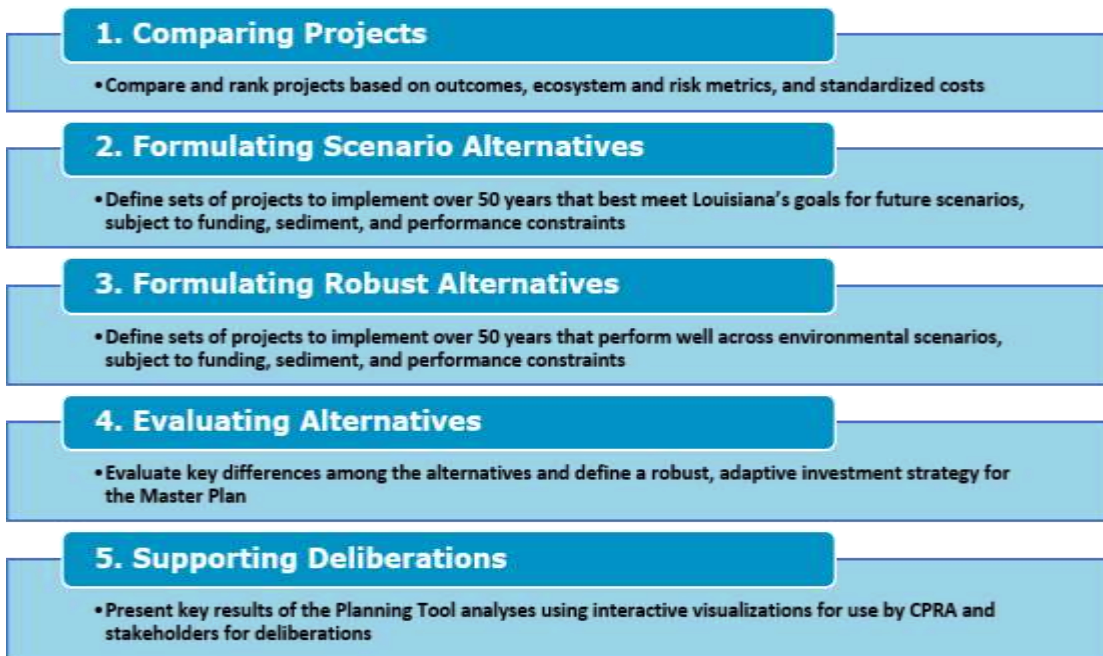 1. Comparing Projects
•Compare and rank projects based on outcomes, ecosystem and risk metrics, and standardized costs
2. Formulating Scenario Alternatives
•Define sets of projects to implement over 50 years that best meet Louisiana's goals for future scenarios,
subject to funding, sediment, and performance constraints
3. Formulating Robust Alternatives
•Define sets of projects to implement over 50 years that perform well across environmental scenarios,
subject to funding, sediment, and performance constraints
4. Evaluating Alternatives
•Evaluate key differences among the alternatives and define a robust, adaptive investment strategy for
the Master Plan
5. Supporting Deliberations
•Present key results of the Planning Tool analyses using interactive visualizations for use by CPRA and
stakeholders for deliberations